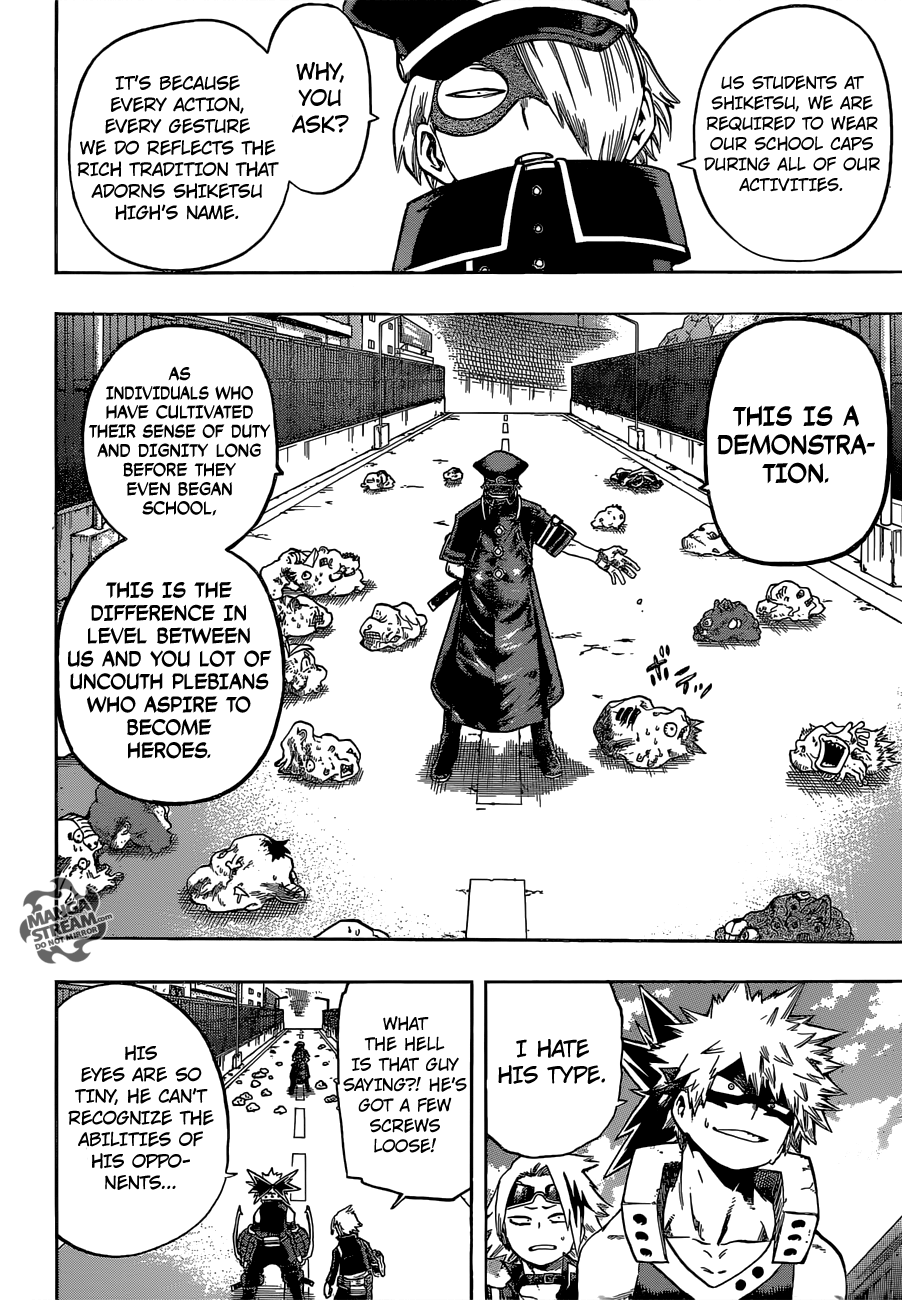 US STUDENTS AT
SHIKETSU, WE ARE
REQUIRED TO WEAR
OUR SCHOOL CAPS
DURING ALL OF OUR
ACTIVITIES.
WHY,
YOU
ASK?
IT'S BECAUSE
EVERY ACTION,
EVERY GESTURE
WE DO REFLECTS THE
RICH TRADITION THAT
ADORNS SHIKETSU
HIGH'S NAME.
THIS IS A
DEMONSTRA-
TION.
AS
INDIVIDUALS WHO
HAVE CULTIVATED
THEIR SENSE OF DUTY
AND DIGNITY LONG
BEFORE THEY
EVEN BEGAN
SCHOOL,
THIS IS THE
DIFFERENCE IN
LEVEL BETWEEN
US AND YOU LOT OF
UNCOUTH PLEBIANS
WHO ASPIRE TO
BECOME
HEROES.
MANGA
STREAM.com
DO NOT MIRROR
I HATE
HIS TYPE.
WHAT
THE HELL
IS THAT GUY
SAYING?! HE'S
GOT A FEW
SCREWS
LOOSE!
HIS
EYES ARE SO
TINY, HE CAN'T
RECOGNIZE THE
ABILITIES OF
HIS OPPO-
NENTS...